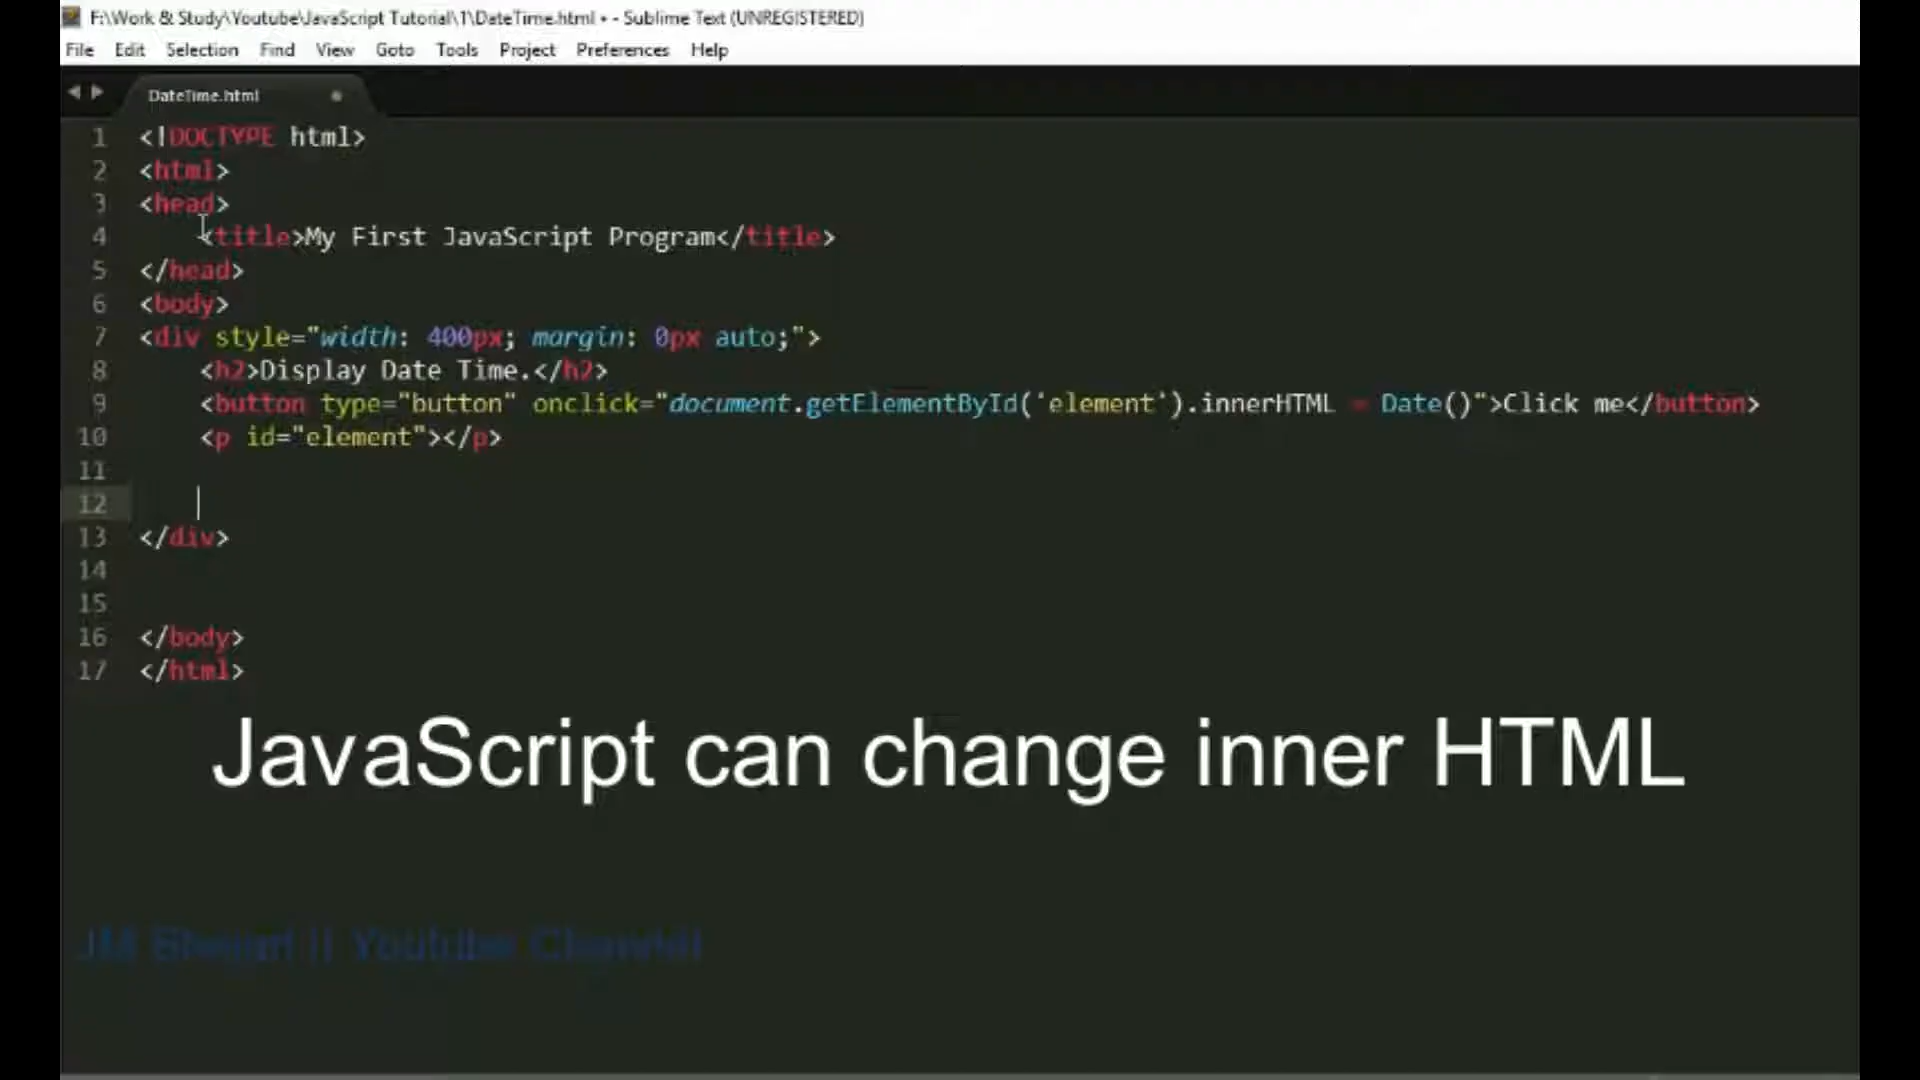 F:\Work & Study\Youtube\JavaScript Tutorial\1\DateTime.html • - Sublime Text (UNREGISTERED)
File Edit Selection Find View Goto Tools Project Preferences Help
DateTime.html
1 <!DOCTYPE html>
2 <html>
3 <head>
4 <title>My First JavaScript Program</title>
5 </head>
6 <body>
7 <div style="width: 400px; margin: 0px auto;">
8 <h2>Display Date Time.</h2>
9 <button type="button" onclick="document.getElementById('element').innerHTML = Date()">Click me</button>
10 <p id="element"></p>
11
12
13 </div>
14
15
16 </body>
17 </html>
JavaScript can change inner HTML
JM || Youtube Channel